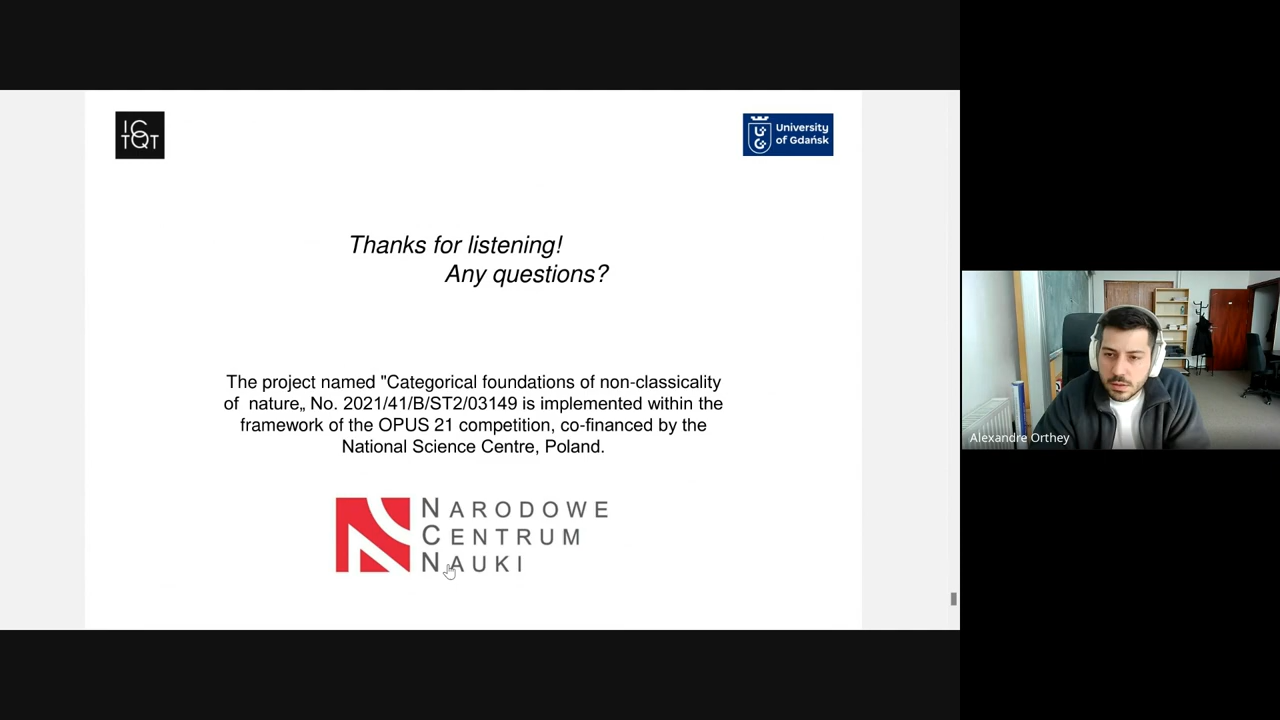 IC
TQT
University
of Gdańsk
Thanks for listening!
Any questions?
The project named "Categorical foundations of non-classicality
of nature„ No. 2021/41/B/ST2/03149 is implemented within the
framework of the OPUS 21 competition, co-financed by the
National Science Centre, Poland.
NARODOWE
CENTRUM
NAUKI
Alexandre Orthey